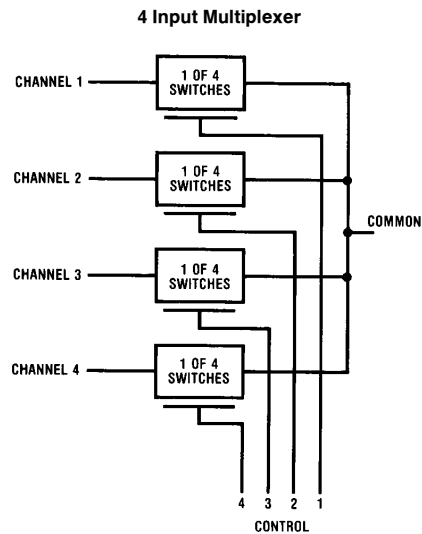 4 Input Multiplexer
CHANNEL 1
1 OF 4
SWITCHES
CHANNEL 2
1 OF 4
SWITCHES
COMMON
CHANNEL 3
1 OF 4
SWITCHES
CHANNEL 4
1 OF 4
SWITCHES
4 3 2 1
CONTROL